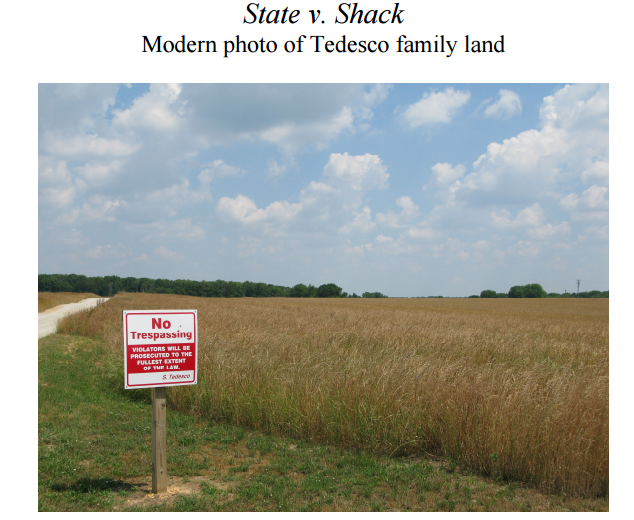 State v. Shack
Modern photo of Tedesco family land
No
Trespassing
VIOLATORS WILL BE
PROSECUTED TO THE
FULLEST EXTENT
OF THE LAW.
S. Tedesco